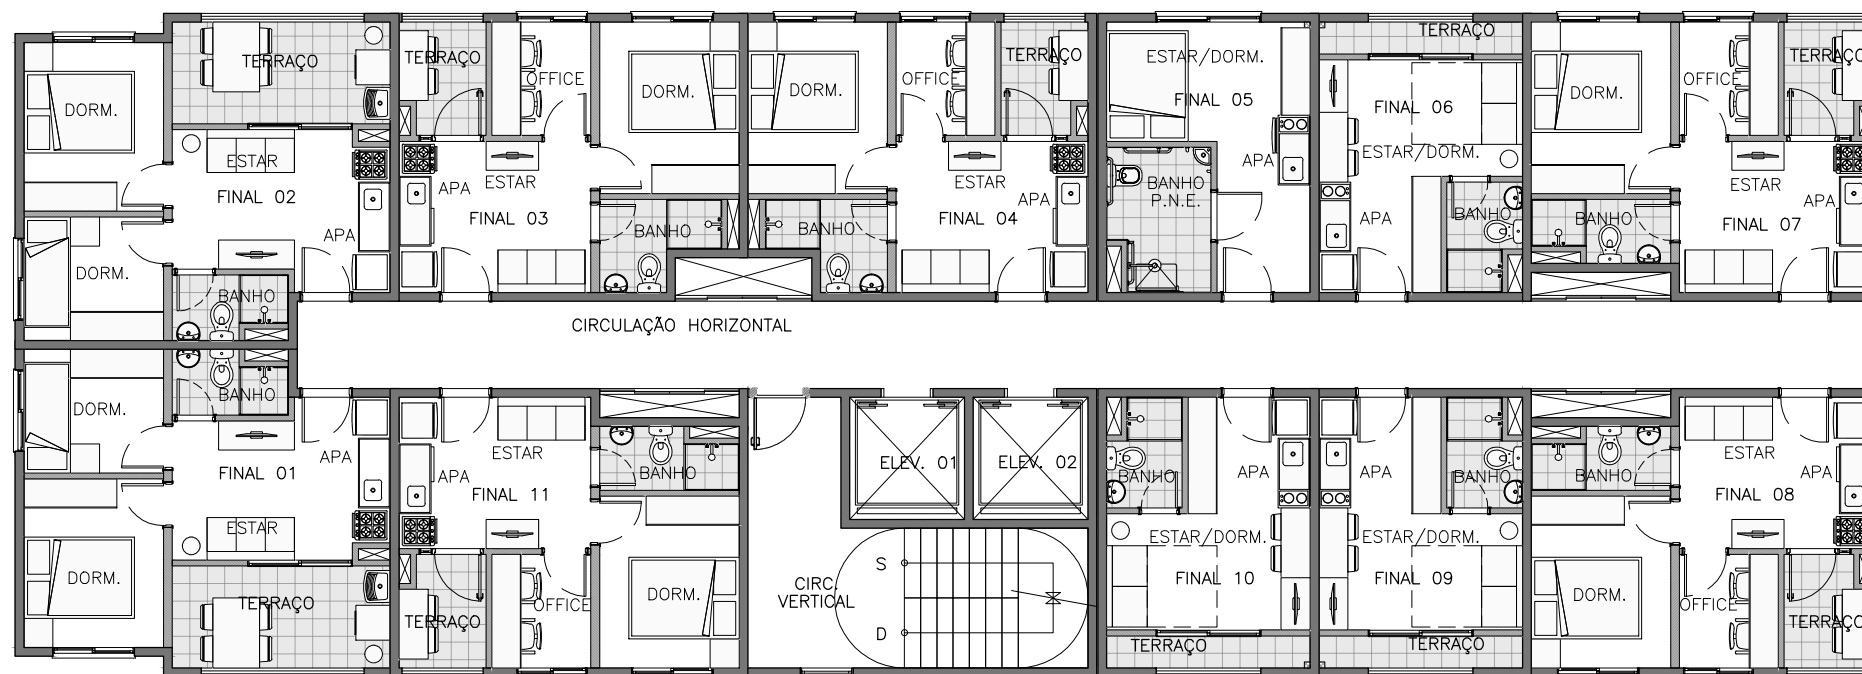 TERRAÇO
DORM.
ESTAR
FINAL 02
APA
DORM.
BANHO
TERRAÇO
OFFICE
DORM.
APA
ESTAR
FINAL 03
BANHO
DORM.
OFFICE
TERRAÇO
ESTAR
APA
FINAL 04
BANHO
ESTAR/DORM.
FINAL 05
APA
BANHO
P.N.E.
TERRAÇO
FINAL 06
ESTAR/DORM.
APA
BANHO
DORM.
OFFICE
TERRAÇO
ESTAR
APA
FINAL 07
BANHO
CIRCULAÇÃO HORIZONTAL
BANHO
DORM.
APA
FINAL 01
ESTAR
DORM.
TERRAÇO
ESTAR
APA
FINAL 11
BANHO
OFFICE
DORM.
TERRAÇO
ELEV. 01
ELEV. 02
CIRC.
VERTICAL
S
D
BANHO
APA
ESTAR/DORM.
FINAL 10
TERRAÇO
APA
BANHO
ESTAR/DORM.
FINAL 09
TERRAÇO
BANHO
ESTAR
APA
FINAL 08
DORM.
OFFICE
TERRAÇO